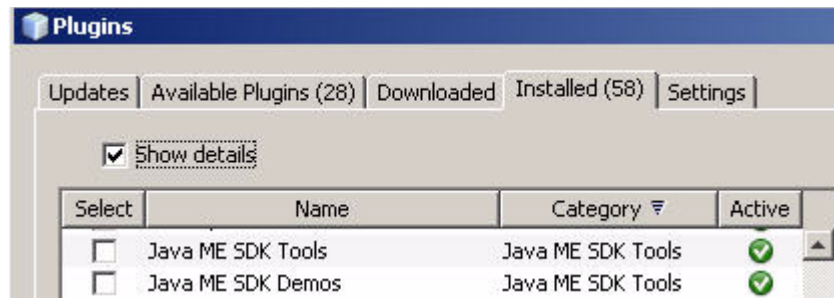 Plugins
Updates Available Plugins (28) Downloaded Installed (58) Settings
Show details
Select Name Category Active
Java ME SDK Tools Java ME SDK Tools
Java ME SDK Demos Java ME SDK Tools